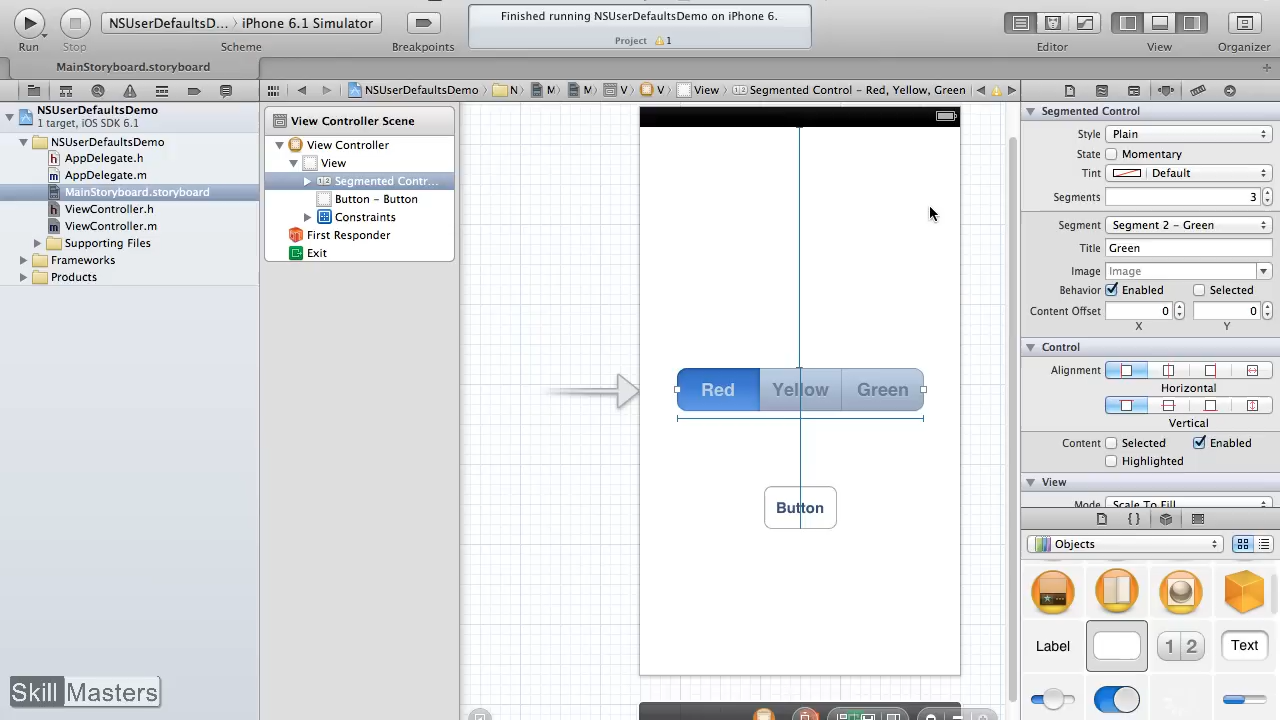 NSUserDefaultsD... iPhone 6.1 Simulator
Finished running NSUserDefaultsDemo on iPhone 6.
Project 1
Run Stop Scheme Breakpoints Editor View Organizer
MainStoryboard.storyboard
NSUserDefaultsDemo N M M V V View Segmented Control – Red, Yellow, Green
NSUserDefaultsDemo
1 target, iOS SDK 6.1
NSUserDefaultsDemo
AppDelegate.h
AppDelegate.m
MainStoryboard.storyboard
ViewController.h
ViewController.m
Supporting Files
Frameworks
Products
View Controller Scene
View Controller
View
Segmented Contr...
Button – Button
Constraints
First Responder
Exit
Red Yellow Green
Button
Segmented Control
Style Plain
State Momentary
Tint Default
Segments 3
Segment Segment 2 – Green
Title Green
Image Image
Behavior Enabled Selected
Content Offset 0 0
X Y
Control
Alignment
Horizontal
Vertical
Content Selected Enabled
Highlighted
View
Mode Scale To Fill
Objects
Label 1 2 Text
Skill Masters